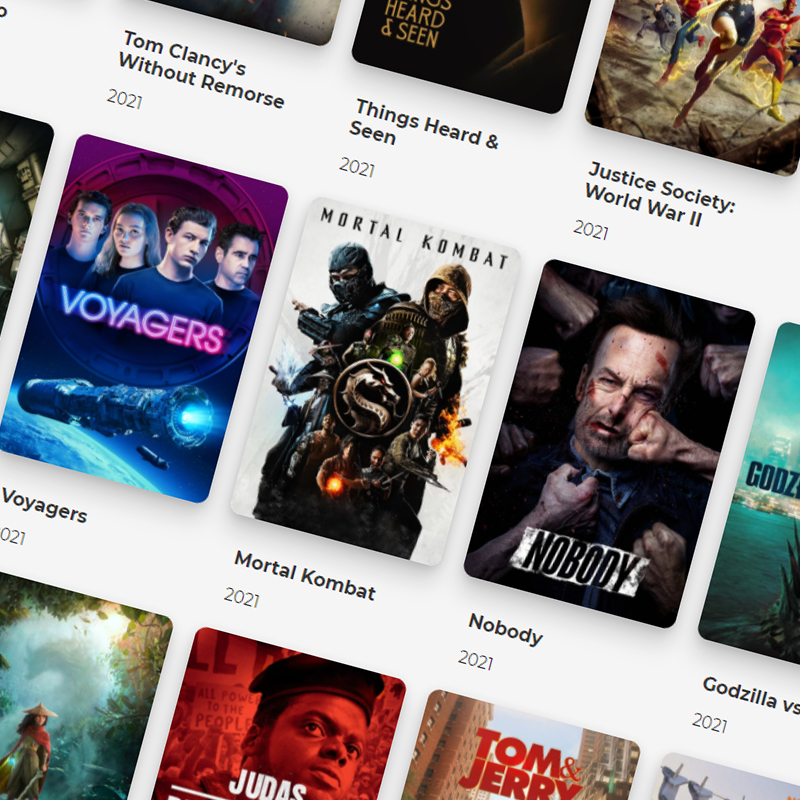 THINGS
HEARD
& SEEN
Tom Clancy's
Without Remorse
2021
Things Heard &
Seen
2021
Justice Society:
World War II
2021
VOYAGERS
MORTAL KOMBAT
NOBODY
Voyagers
2021
Mortal Kombat
2021
Nobody
2021
Godzilla vs
2021
ALL POWER
TO THE
PEOPLE
JUDAS
TOM&
JERRY